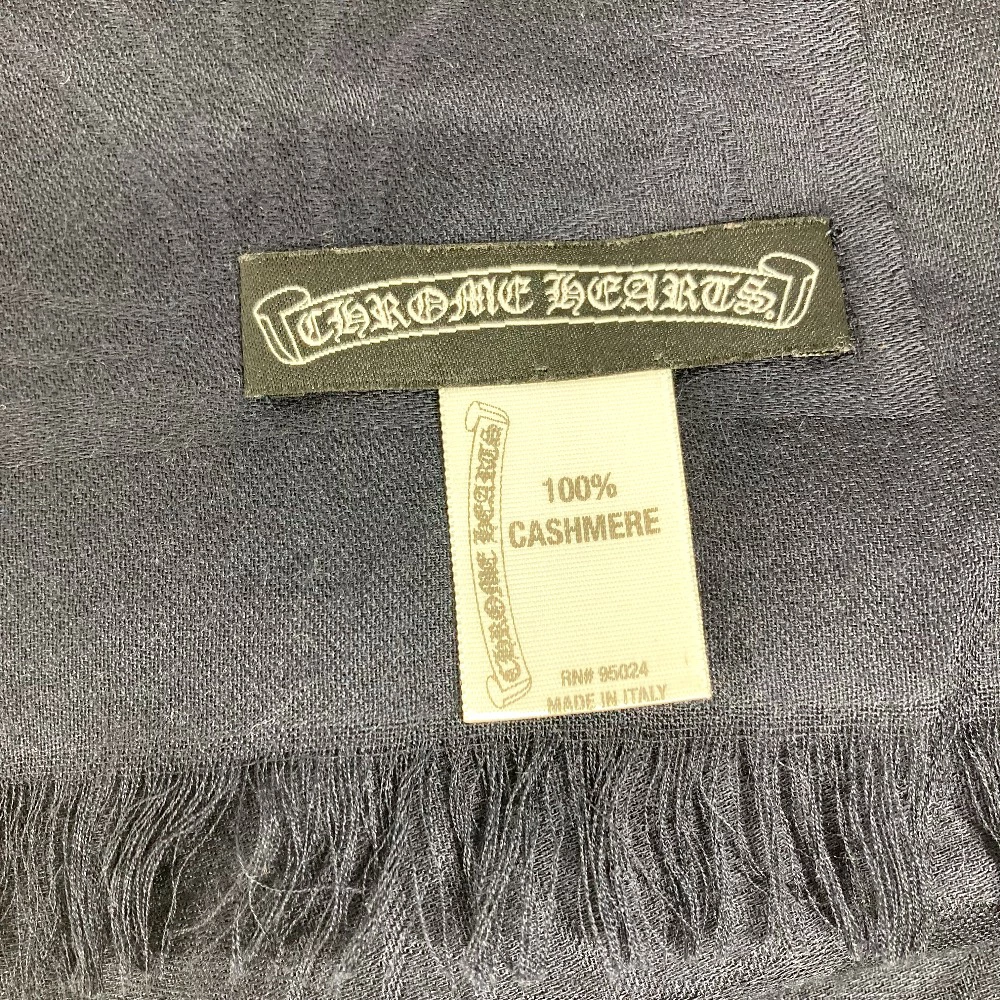 CHROME HEARTS®
CHROME HEARTS
100%
CASHMERE
RN# 95024
MADE IN ITALY